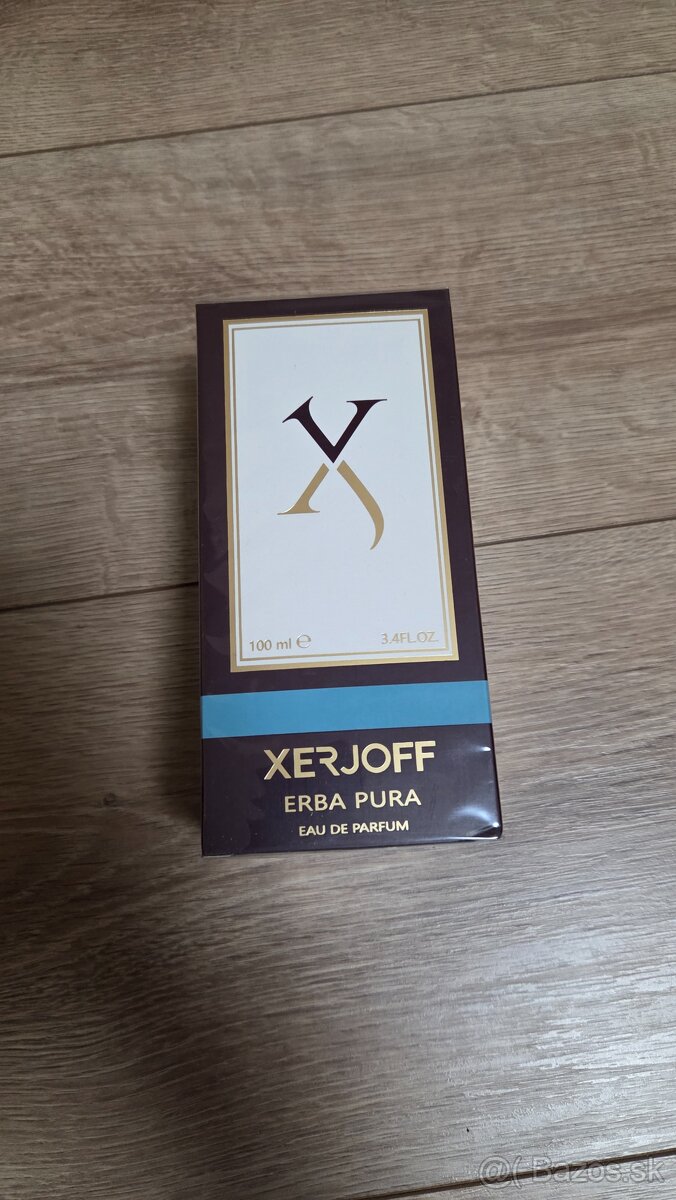 100 ml ℮ 3.4FL.OZ.
XERJOFF
ERBA PURA
EAU DE PARFUM
@( Bazos.sk